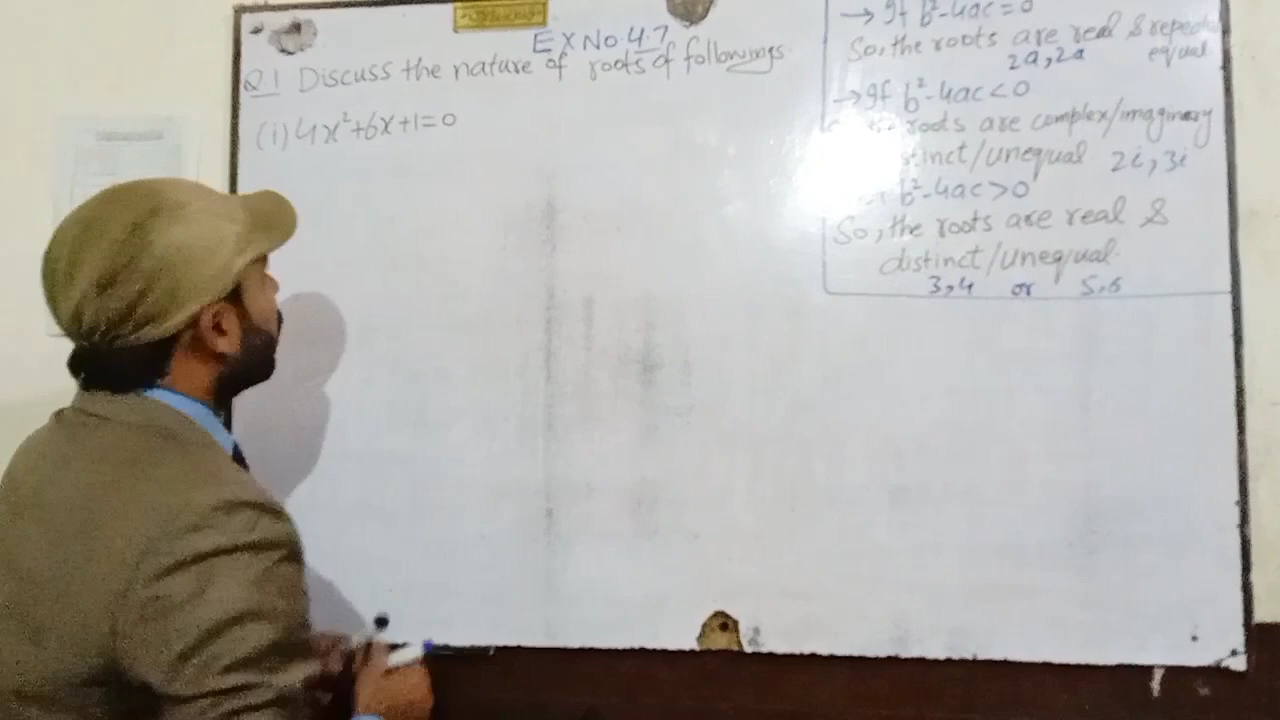 EX No. 4.7
Q.1 Discuss the nature of roots of followings.
(i) 4x²+6x+1=0
→ If b²-4ac=0
So, the roots are real & repeated
2a, 2a equal
→ If b²-4ac<0
roots are complex/imaginary
/unequal 2i, 3i
b²-4ac>0
So, the roots are real &
distinct/unequal.
3,4 or 5,6